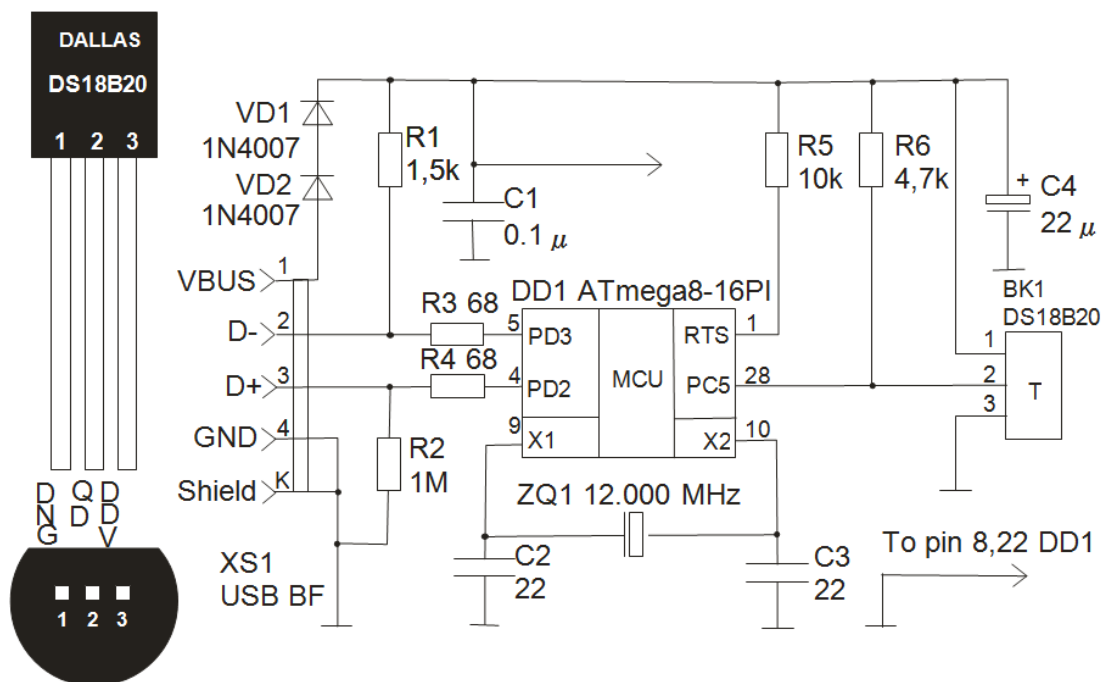 DALLAS
DS18B20
1 2 3
GND
DQ
VDD
1 2 3
VD1
1N4007
VD2
1N4007
R1
1,5k
C1
0.1 μ
R5
10k
R6
4,7k
+
C4
22 μ
VBUS
1
D-
2
D+
3
GND
4
Shield
K
XS1
USB BF
R2
1M
R3 68
R4 68
DD1 ATmega8-16PI
5
PD3
4
PD2
9
X1
MCU
RTS
1
PC5
28
X2
10
ZQ1 12.000 MHz
C2
22
C3
22
BK1
DS18B20
1
2
3
T
To pin 8,22 DD1